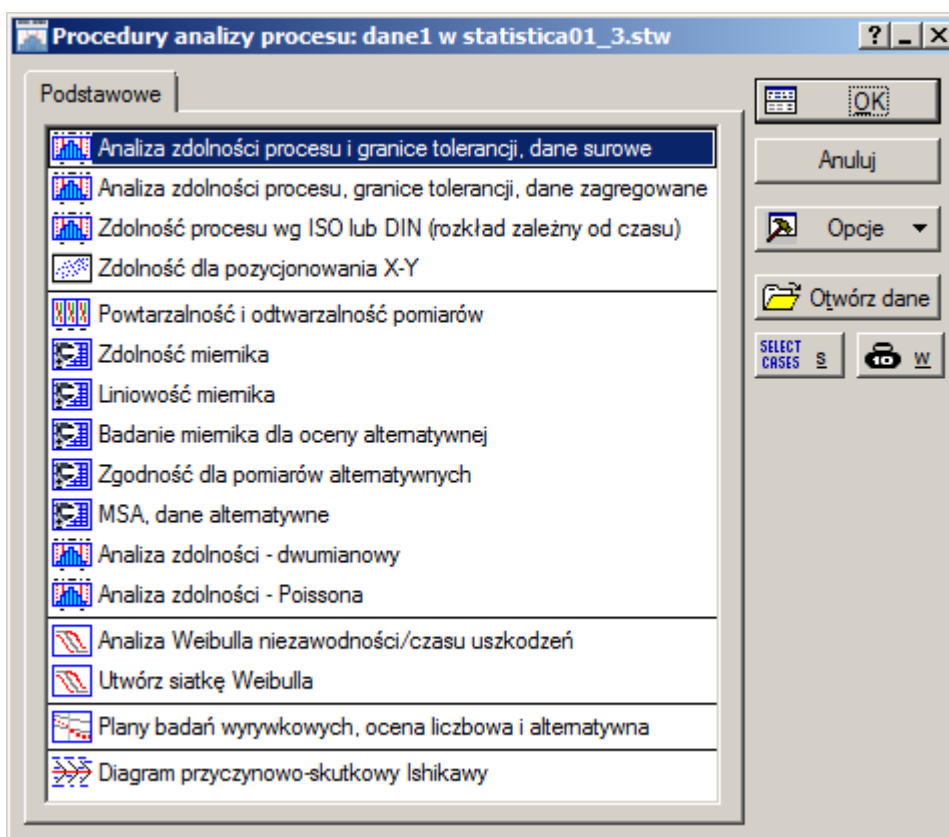 Procedury analizy procesu: dane1 w statistica01_3.stw
Podstawowe
Analiza zdolności procesu i granice tolerancji, dane surowe
Analiza zdolności procesu, granice tolerancji, dane zagregowane
Zdolność procesu wg ISO lub DIN (rozkład zależny od czasu)
Zdolność dla pozycjonowania X-Y
Powtarzalność i odtwarzalność pomiarów
Zdolność miernika
Liniowość miernika
Badanie miernika dla oceny alternatywnej
Zgodność dla pomiarów alternatywnych
MSA, dane alternatywne
Analiza zdolności - dwumianowy
Analiza zdolności - Poissona
Analiza Weibulla niezawodności/czasu uszkodzeń
Utwórz siatkę Weibulla
Plany badań wyrywkowych, ocena liczbowa i alternatywna
Diagram przyczynowo-skutkowy Ishikawy
OK
Anuluj
Opcje
Otwórz dane
SELECT
CASES
s
10
w